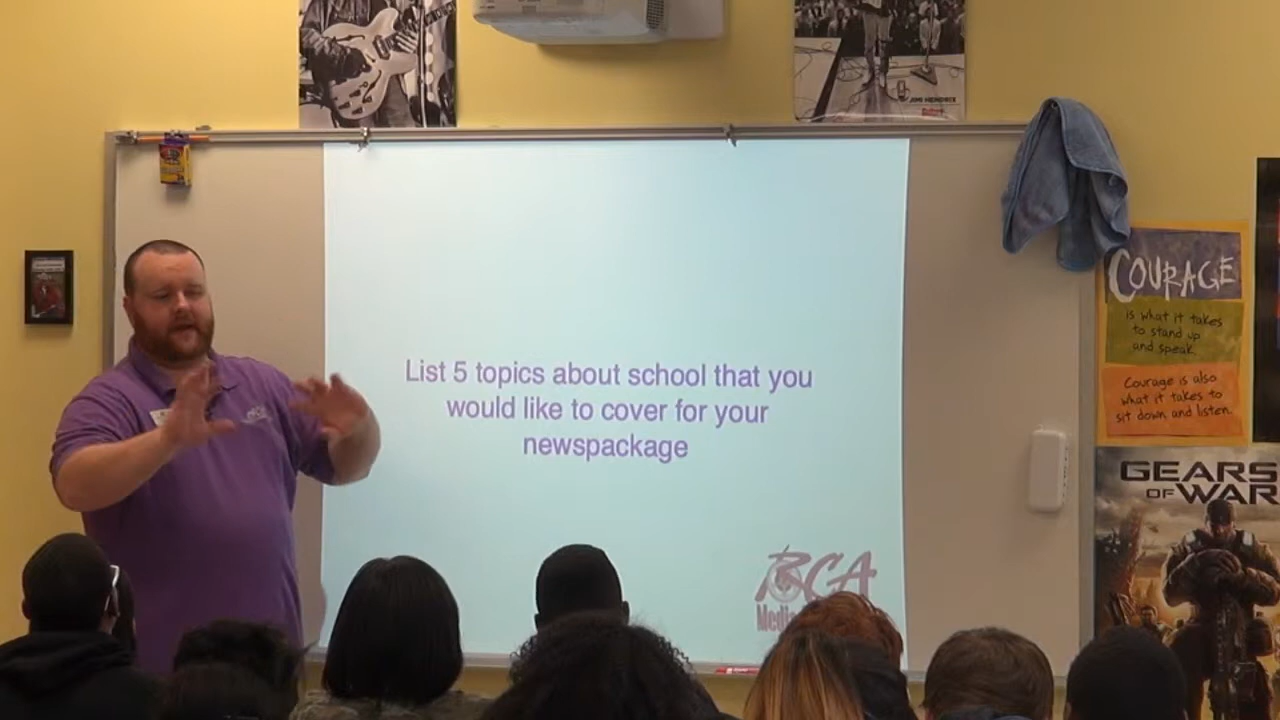 JIMI HENDRIX
List 5 topics about school that you
would like to cover for your
newspackage
RCA
COURAGE
is what it takes
to stand up
and speak.
Courage is also
what it takes to
sit down and listen.
GEARS
OF WAR